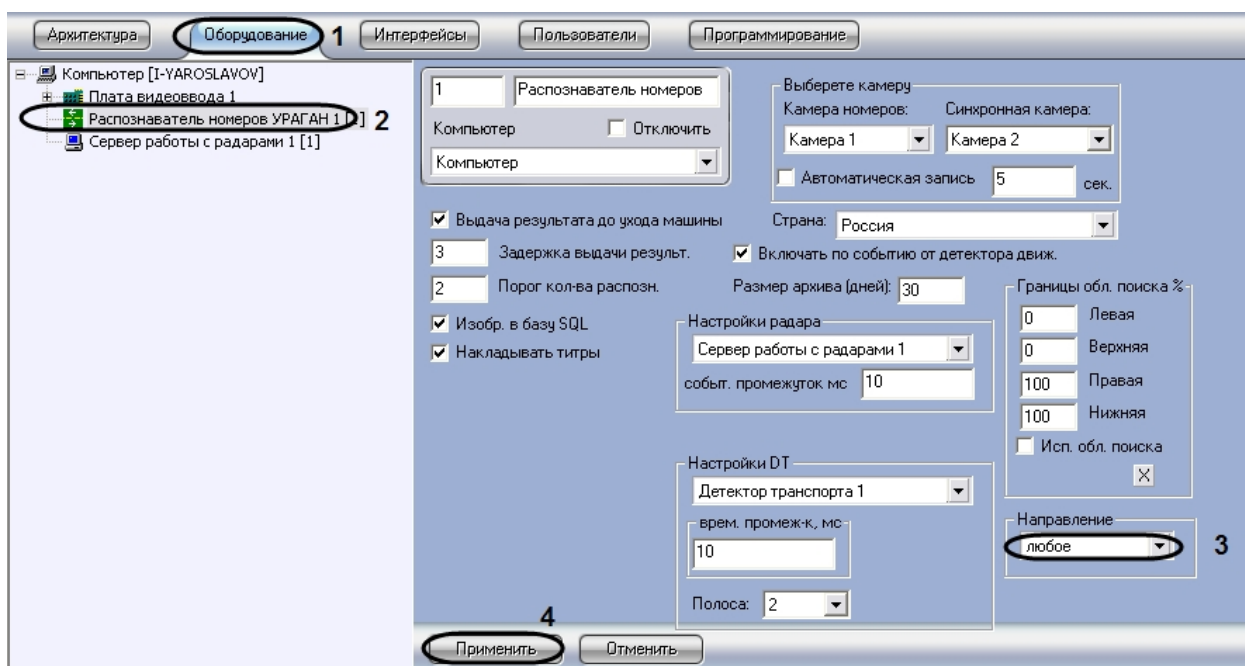 Архитектура Оборудование 1 Интерфейсы Пользователи Программирование
Компьютер [I-YAROSLAVOV]
Плата видеоввода 1
Распознаватель номеров УРАГАН 1 2
Сервер работы с радарами 1 [1]
1 Распознаватель номеров
Компьютер Отключить
Компьютер
Выберете камеру
Камера номеров: Синхронная камера:
Камера 1 Камера 2
Автоматическая запись 5 сек.
Выдача результата до ухода машины
Страна: Россия
3 Задержка выдачи результ.
Включать по событию от детектора движ.
2 Порог кол-ва распозн.
Размер архива (дней): 30
Изобр. в базу SQL
Накладывать титры
Настройки радара
Сервер работы с радарами 1
событ. промежуток мс 10
Границы обл. поиска %
0 Левая
0 Верхняя
100 Правая
100 Нижняя
Исп. обл. поиска
X
Настройки DT
Детектор транспорта 1
врем. промеж-к, мс
10
Полоса: 2
Направление
любое 3
4
Применить Отменить